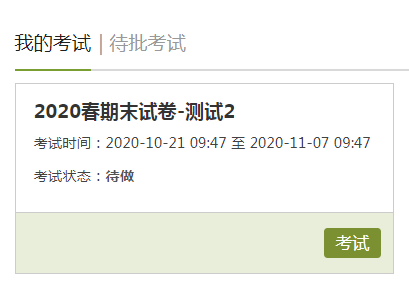 我的考试 | 待批考试
2020春期末试卷-测试2
考试时间：2020-10-21 09:47 至 2020-11-07 09:47
考试状态：待做
考试